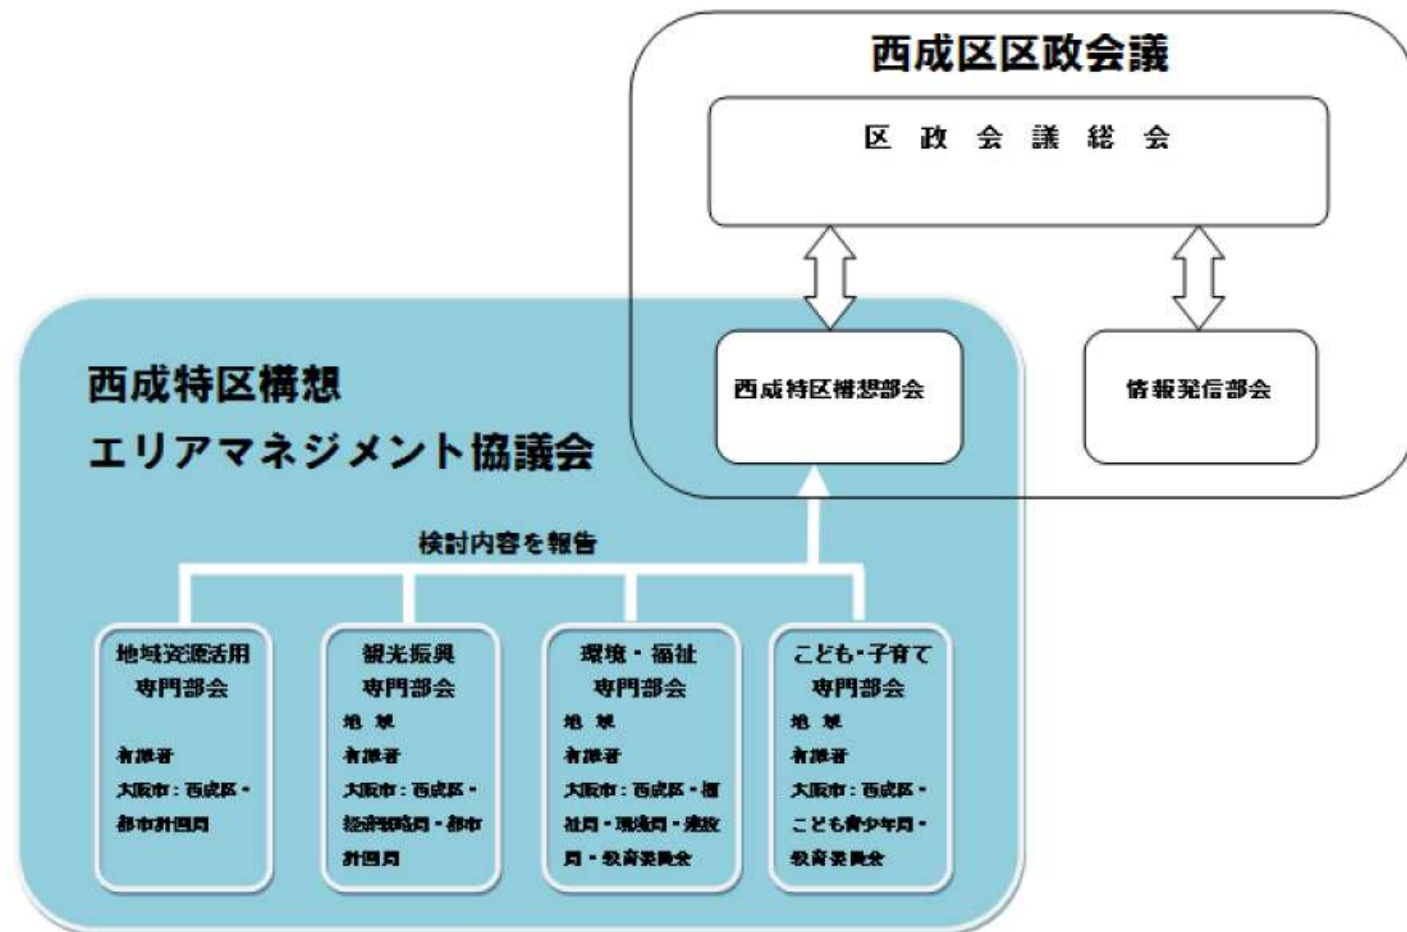 西成区区政会議
区政会議総会
西成特区構想部会
情報発信部会
西成特区構想
エリアマネジメント協議会
検討内容を報告
地域資源活用
専門部会
有識者
大阪市：西成区・
都市計画局
観光振興
専門部会
地 域
有識者
大阪市：西成区・
経済戦略局・都市
計画局
環境・福祉
専門部会
地 域
有識者
大阪市：西成区・福
祉局・環境局・建設
局・教育委員会
こども・子育て
専門部会
地 域
有識者
大阪市：西成区・
こども青少年局・
教育委員会